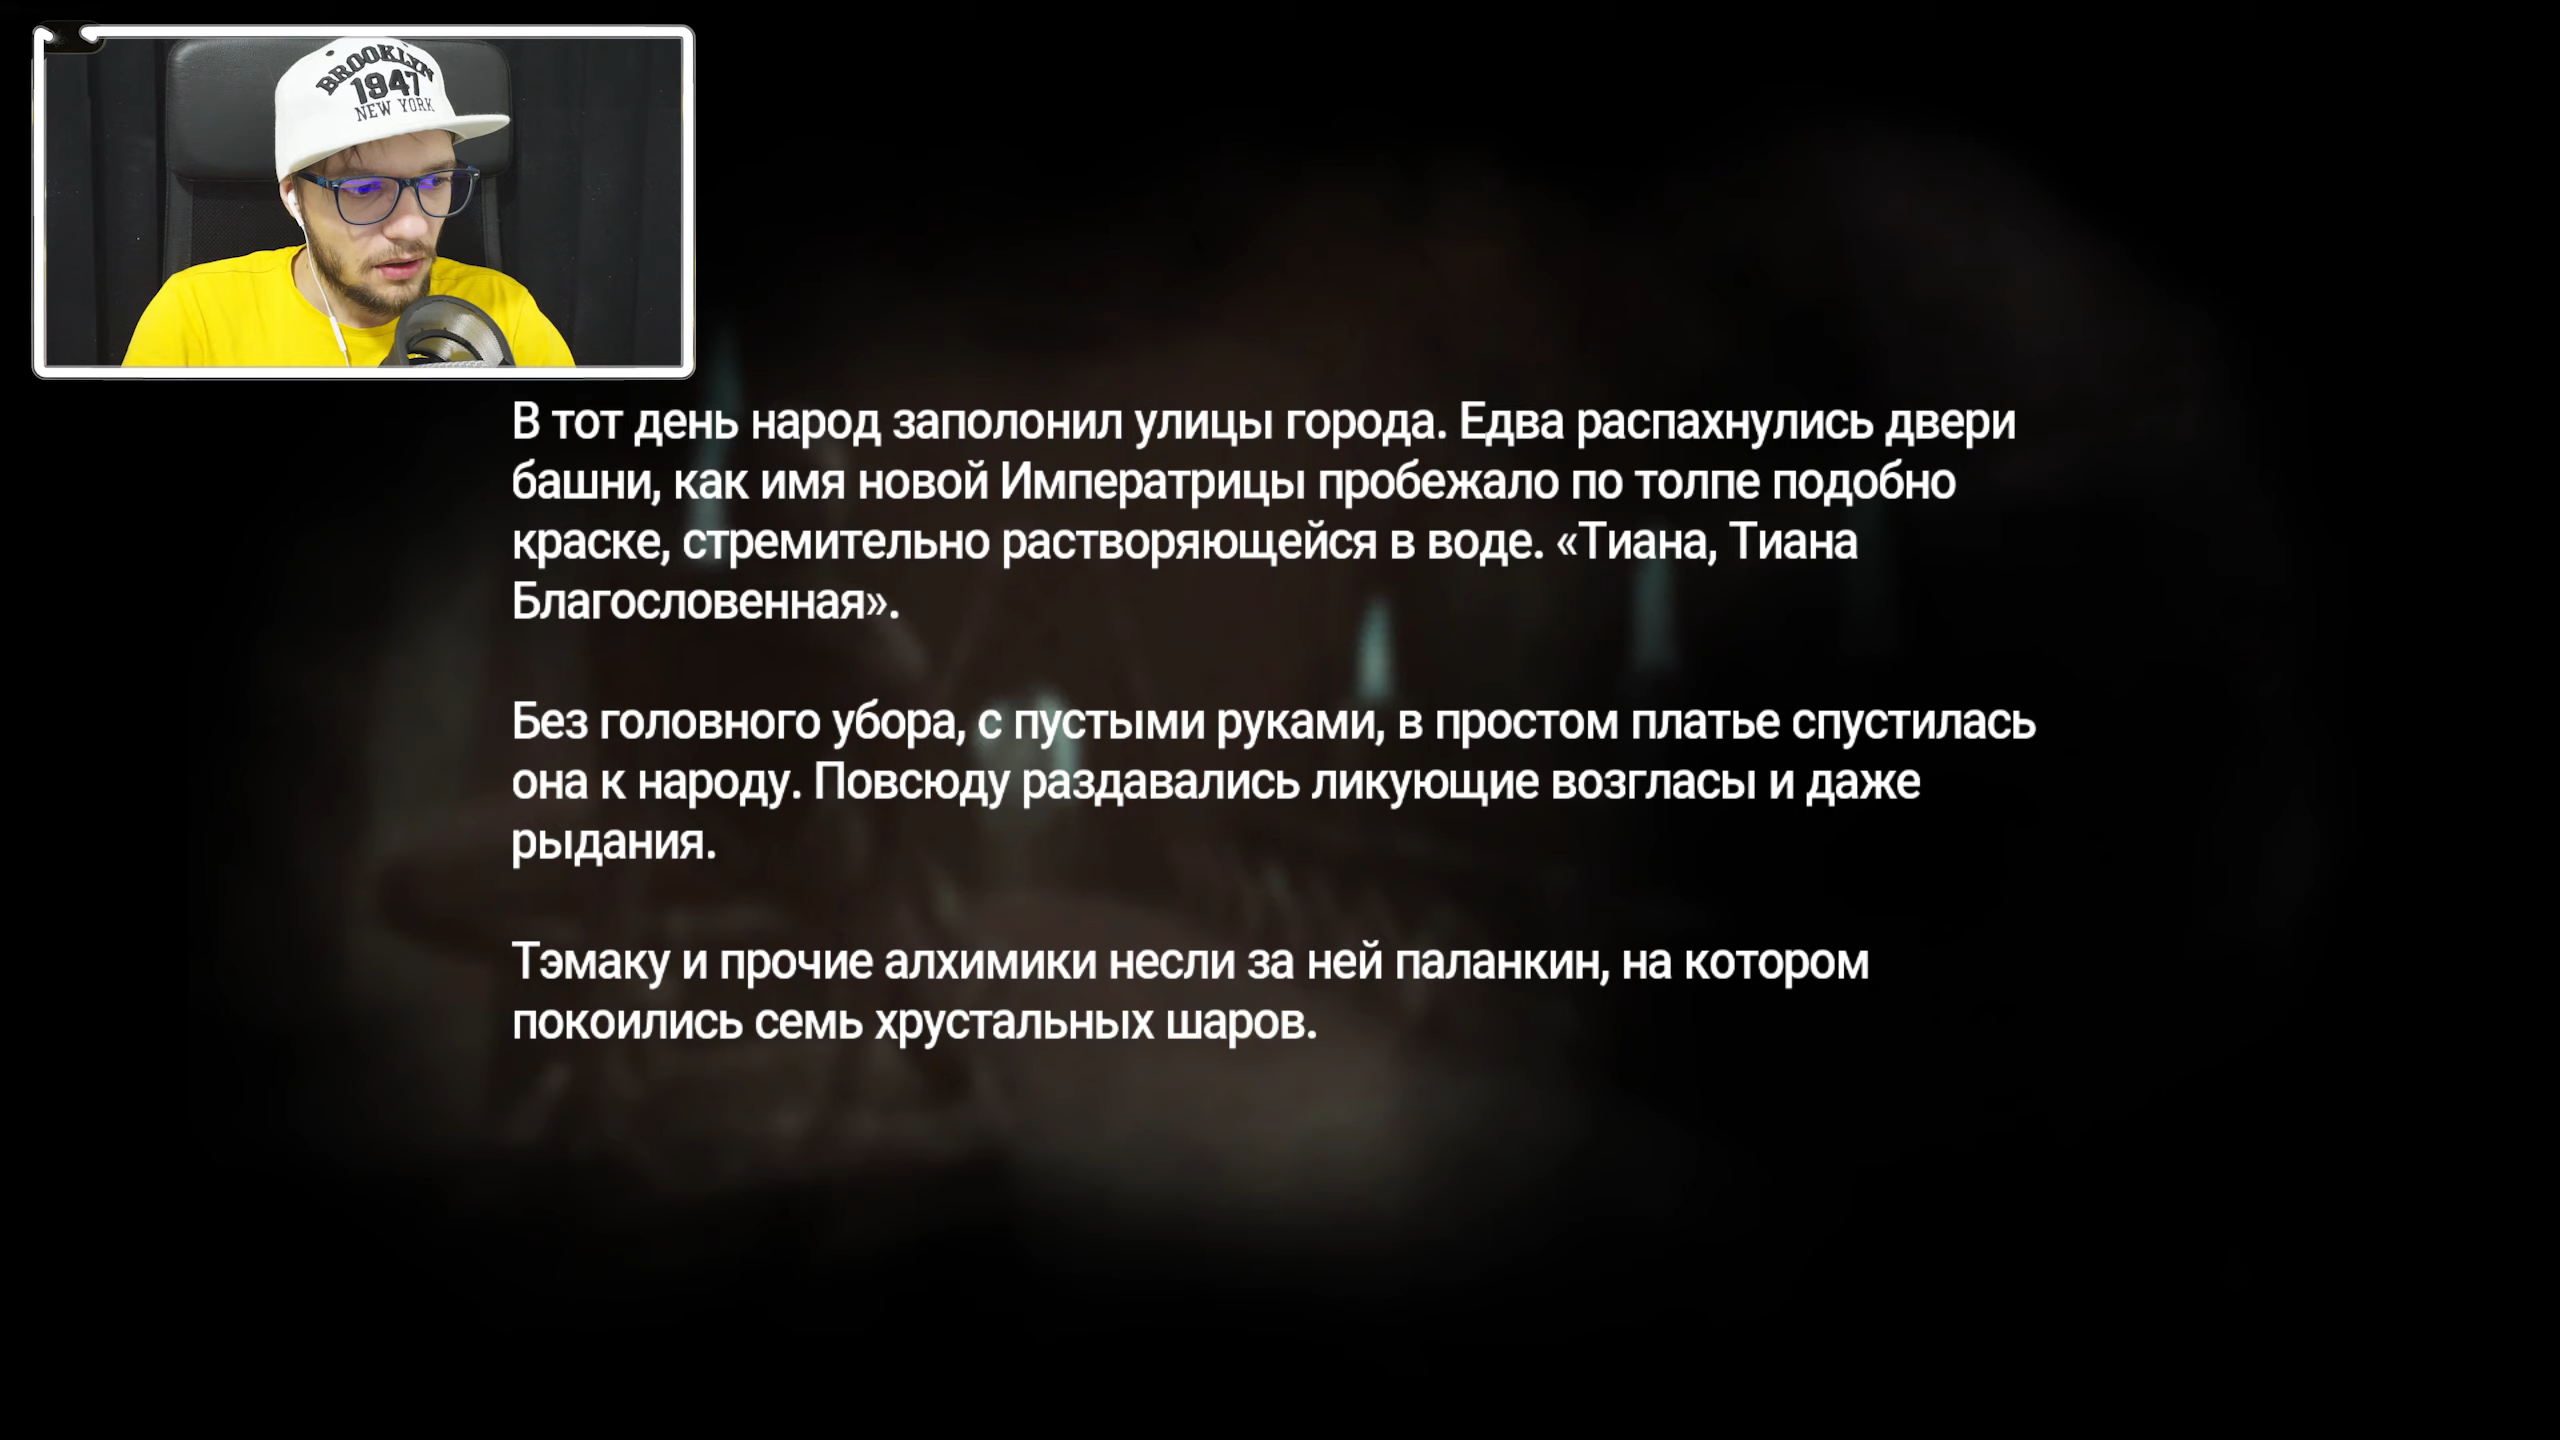 BROOKLYN
1947
NEW YORK
В тот день народ заполонил улицы города. Едва распахнулись двери
башни, как имя новой Императрицы пробежало по толпе подобно
краске, стремительно растворяющейся в воде. «Тиана, Тиана
Благословенная».
Без головного убора, с пустыми руками, в простом платье спустилась
она к народу. Повсюду раздавались ликующие возгласы и даже
рыдания.
Тэмаку и прочие алхимики несли за ней паланкин, на котором
покоились семь хрустальных шаров.